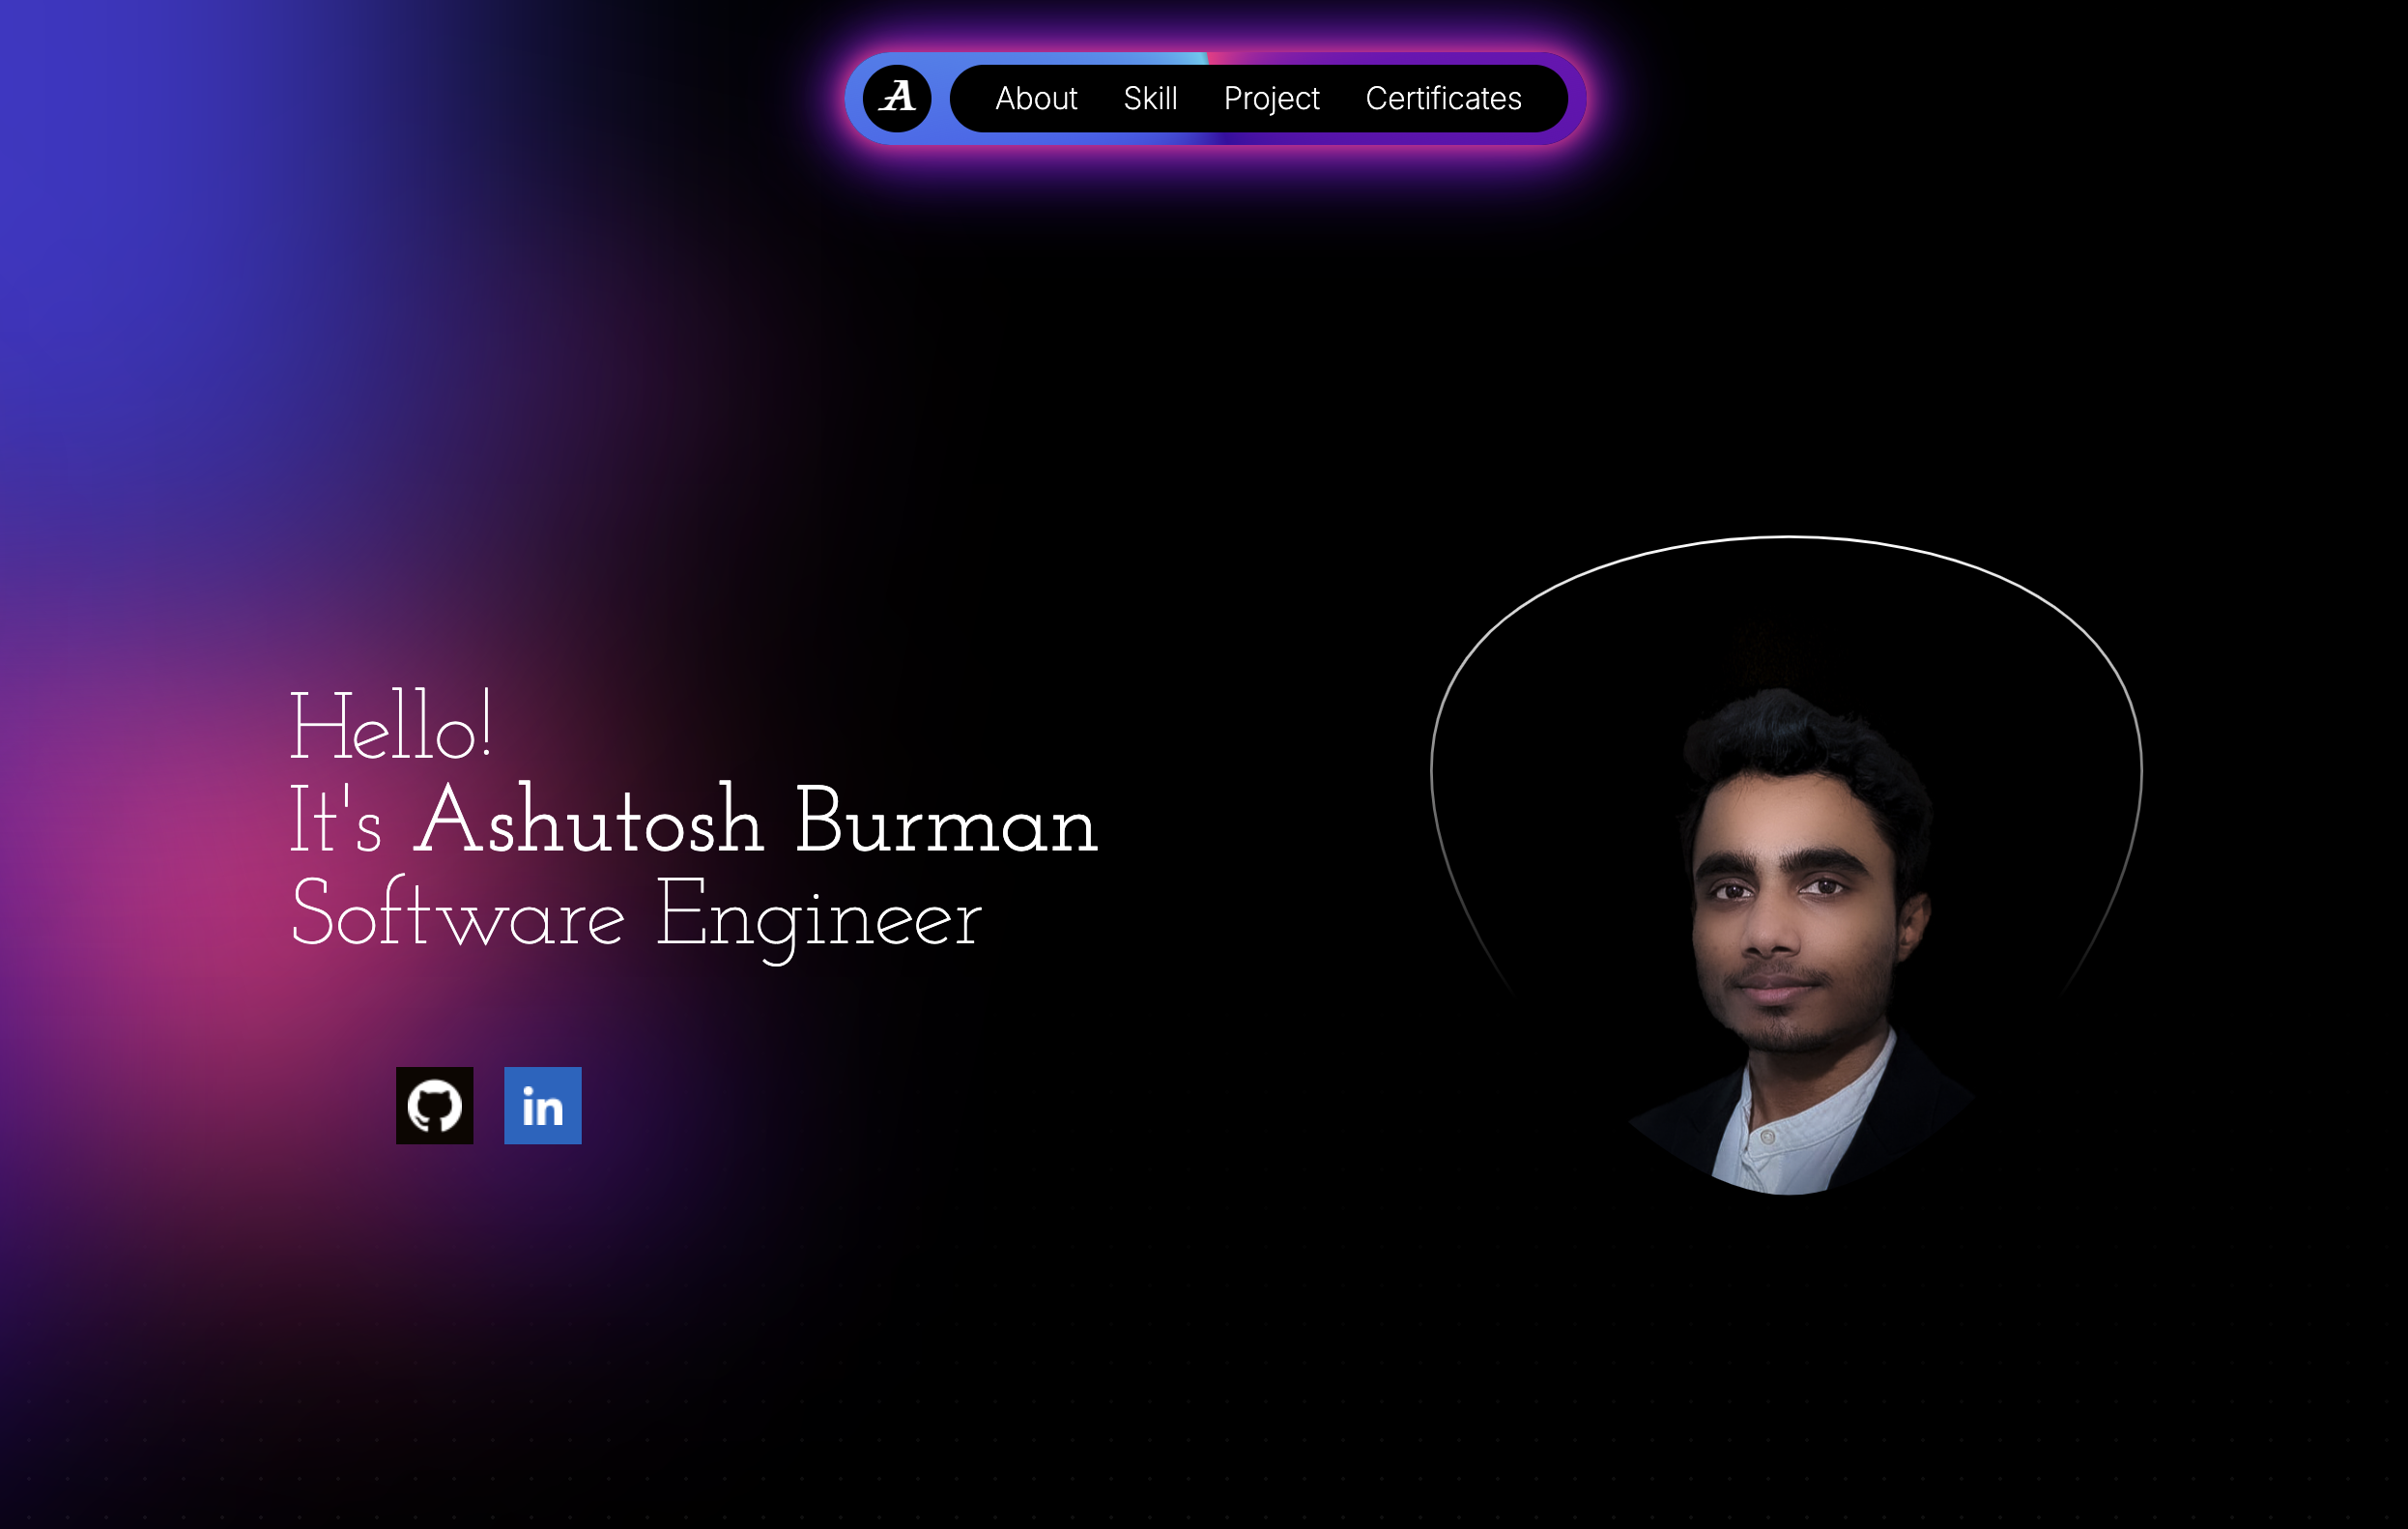 A
About Skill Project Certificates
Hello!
It's Ashutosh Burman
Software Engineer
in